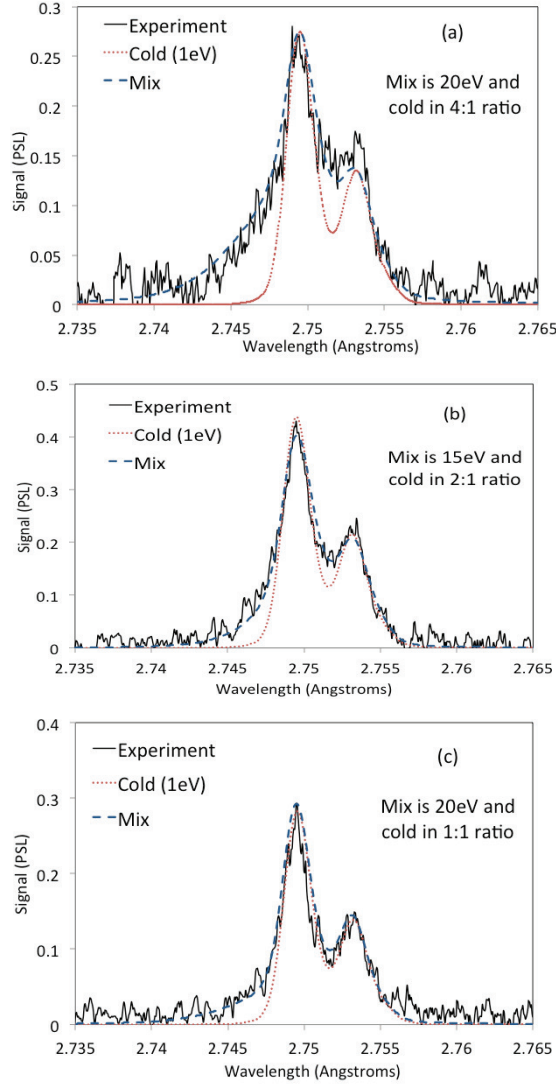 0.3
0.25
0.2
0.15
0.1
0.05
0
Signal (PSL)
Experiment
Cold (1eV)
Mix
(a)
Mix is 20eV and
cold in 4:1 ratio
2.735 2.74 2.745 2.75 2.755 2.76 2.765
Wavelength (Angstroms)
0.5
0.4
0.3
0.2
0.1
0
Signal (PSL)
Experiment
Cold (1eV)
Mix
(b)
Mix is 15eV and
cold in 2:1 ratio
2.735 2.74 2.745 2.75 2.755 2.76 2.765
Wavelength (Angstroms)
0.4
0.3
0.2
0.1
0
Signal (PSL)
Experiment
Cold (1eV)
Mix
(c)
Mix is 20eV and
cold in 1:1 ratio
2.735 2.74 2.745 2.75 2.755 2.76 2.765
Wavelength (Angstroms)